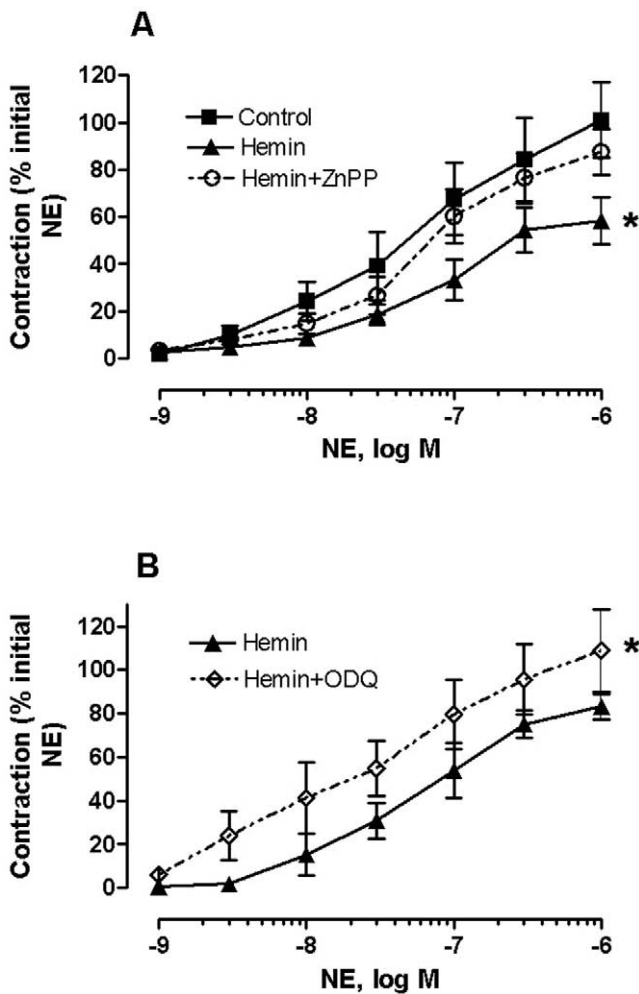 A
Contraction (% initial
NE)
120
100
80
60
40
20
0
Control
Hemin
Hemin+ZnPP
*
-9
-8
-7
-6
NE, log M
B
Contraction (% initial
NE)
120
100
80
60
40
20
0
Hemin
Hemin+ODQ
*
-9
-8
-7
-6
NE, log M